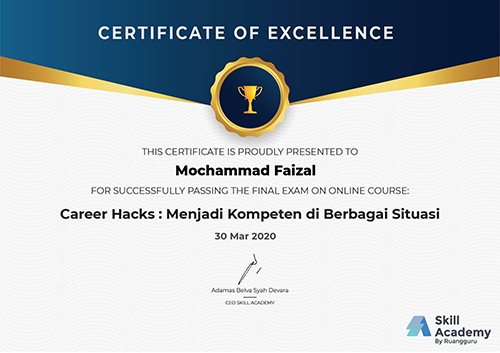 CERTIFICATE OF EXCELLENCE
THIS CERTIFICATE IS PROUDLY PRESENTED TO
Mochammad Faizal
FOR SUCCESSFULLY PASSING THE FINAL EXAM ON ONLINE COURSE:
Career Hacks : Menjadi Kompeten di Berbagai Situasi
30 Mar 2020
Adamas Belva Syah Devara
CEO SKILL ACADEMY
Skill
Academy
By Ruangguru